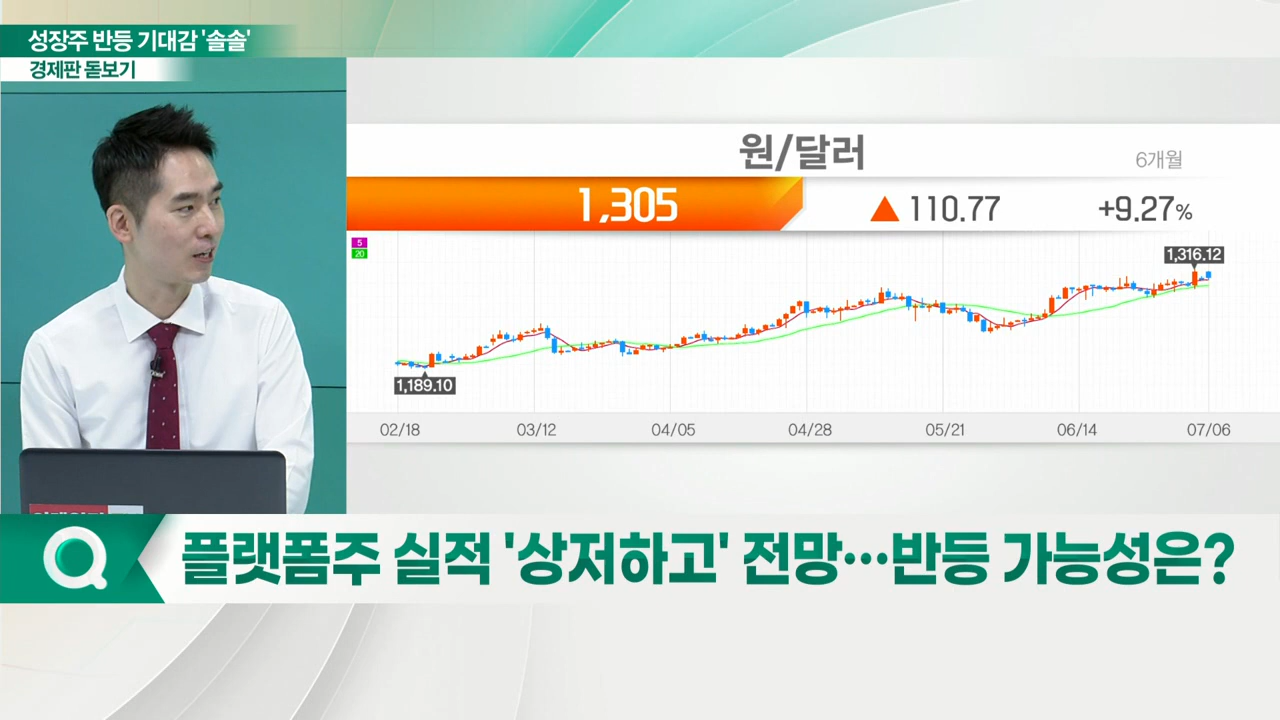 성장주 반등 기대감 '솔솔'
경제판 돋보기
원/달러
6개월
1,305
▲ 110.77
+9.27%
5
20
1,316.12
1,189.10
02/18
03/12
04/05
04/28
05/21
06/14
07/06
Q
플랫폼주 실적 '상저하고' 전망…반등 가능성은?